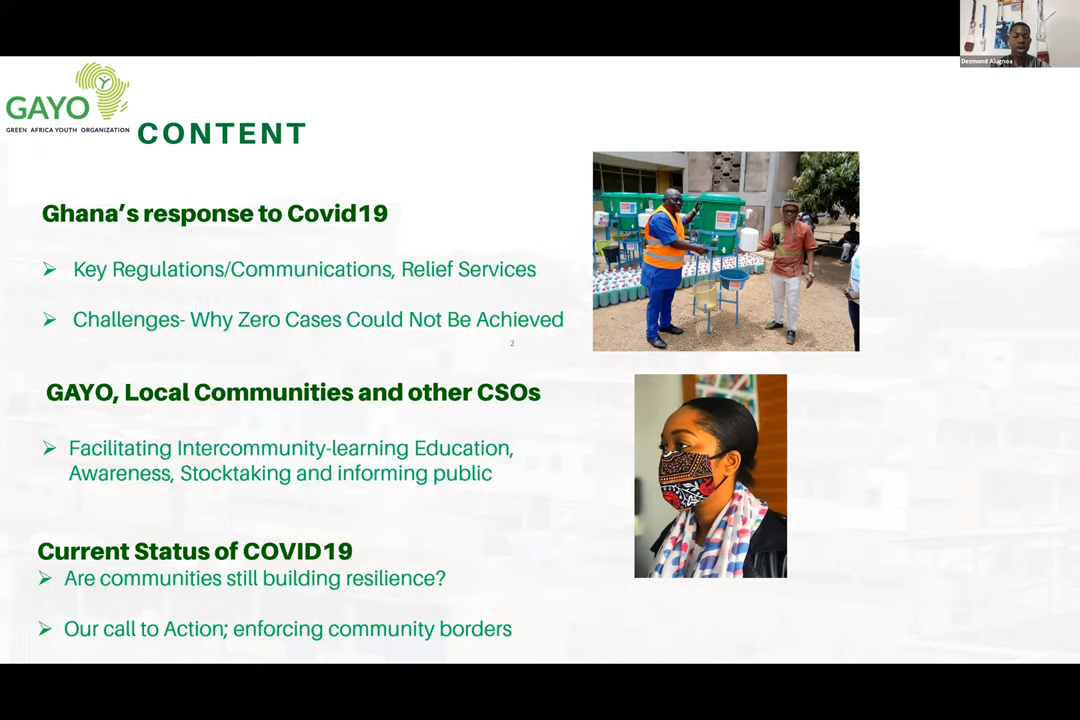 Desmond Alugnoa
GAYO
GREEN AFRICA YOUTH ORGANIZATION
CONTENT
Ghana's response to Covid19
➢ Key Regulations/Communications, Relief Services
➢ Challenges- Why Zero Cases Could Not Be Achieved
2
GAYO, Local Communities and other CSOs
➢ Facilitating Intercommunity-learning Education,
Awareness, Stocktaking and informing public
Current Status of COVID19
➢ Are communities still building resilience?
➢ Our call to Action; enforcing community borders